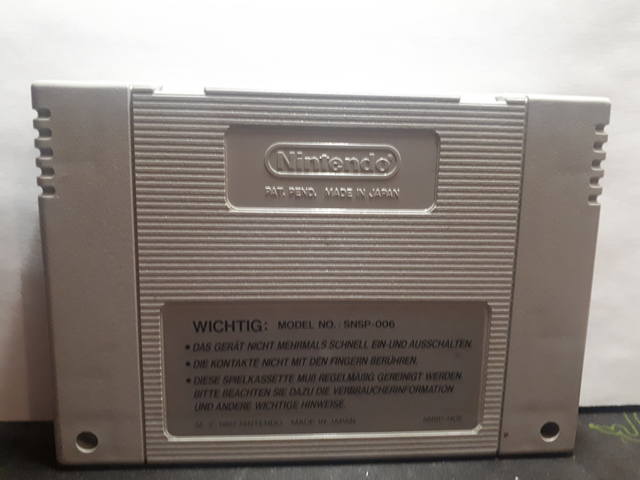 Nintendo
PAT. PEND. MADE IN JAPAN
WICHTIG: MODEL NO.: SNSP-006
• DAS GERÄT NICHT MEHRMALS SCHNELL EIN-UND AUSSCHALTEN.
• DIE KONTAKTE NICHT MIT DEN FINGERN BERÜHREN.
• DIESE SPIELKASSETTE MUß REGELMÄßIG GEREINIGT WERDEN.
BITTE BEACHTEN SIE DAZU DIE VERBRAUCHERINFORMATION
UND ANDERE WICHTIGE HINWEISE.
NINTENDO MADE IN JAPAN